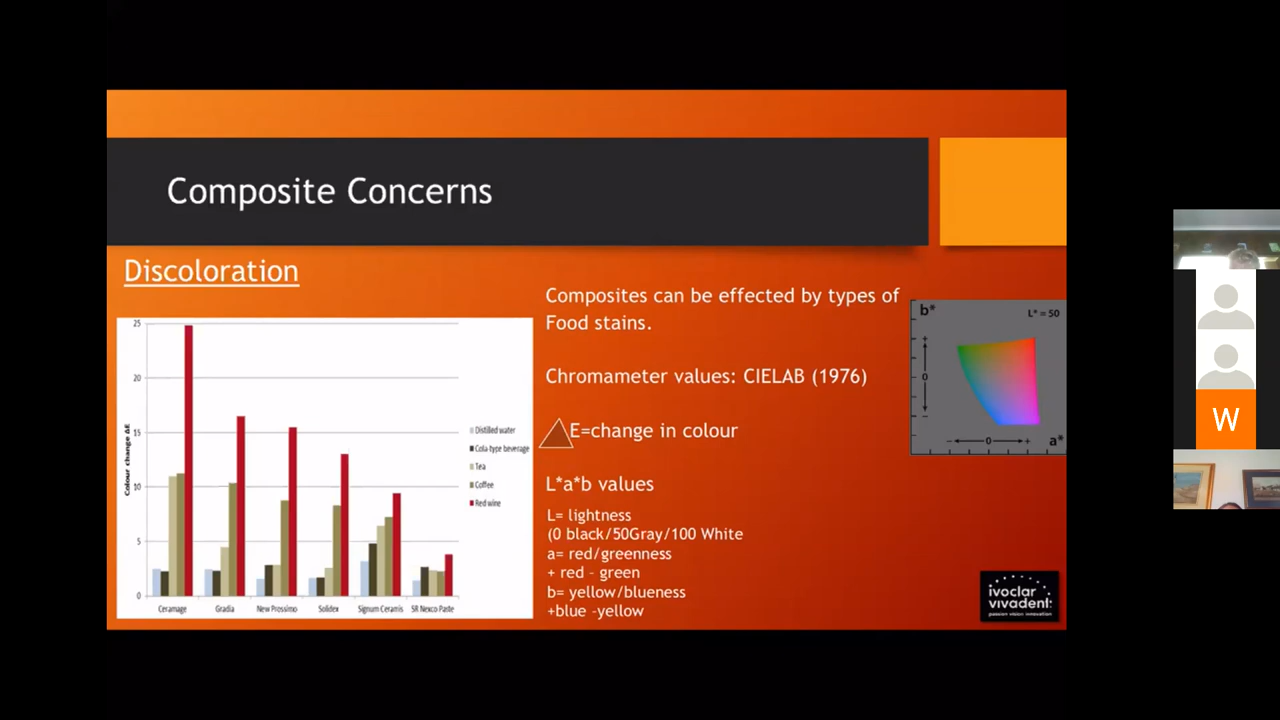 Composite Concerns
Discoloration
Composites can be effected by types of
Food stains.
Chromameter values: CIELAB (1976)
E=change in colour
L*a*b values
L= lightness
(0 black/50Gray/100 White
a= red/greenness
+ red - green
b= yellow/blueness
+blue -yellow
25
20
15
10
5
0
Colour change ΔE
Ceramage
Gradia
New Prossimo
Solidex
Signum Ceramis
SR Nexco Paste
Distilled water
Cola type beverage
Tea
Coffee
Red wine
b*
L* = 50
+
0
-
- 0 +
a*
ivoclar
vivadent:
passion vision innovation
W